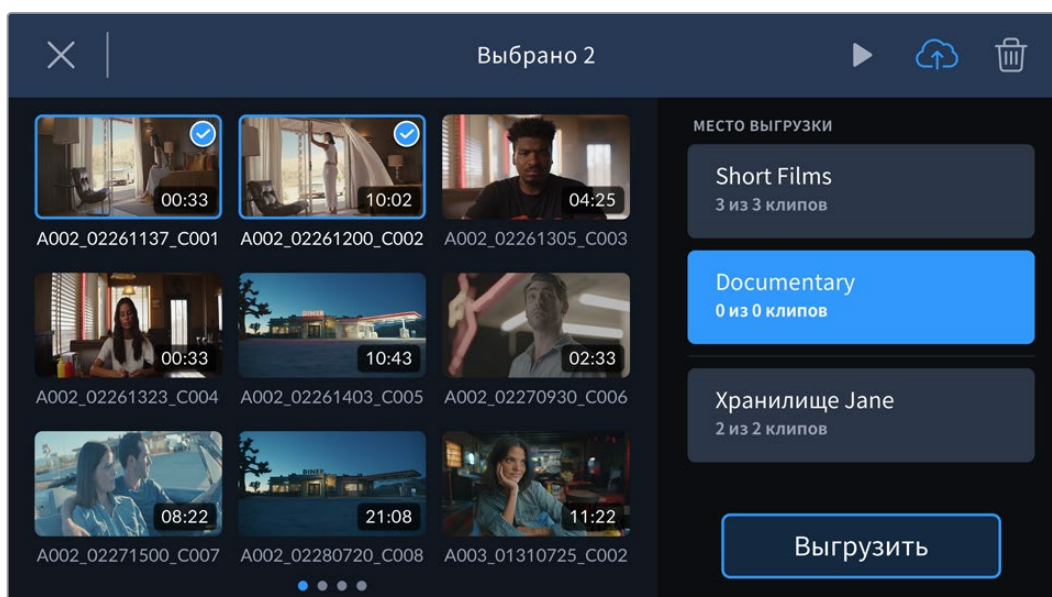 Выбрано 2
00:33
10:02
04:25
A002_02261137_C001
A002_02261200_C002
A002_02261305_C003
DINER
00:33
10:43
02:33
A002_02261323_C004
A002_02261403_C005
A002_02270930_C006
DINER
08:22
21:08
11:22
A002_02271500_C007
A002_02280720_C008
A003_01310725_C002
МЕСТО ВЫГРУЗКИ
Short Films
3 из 3 клипов
Documentary
0 из 0 клипов
Хранилище Jane
2 из 2 клипов
Выгрузить